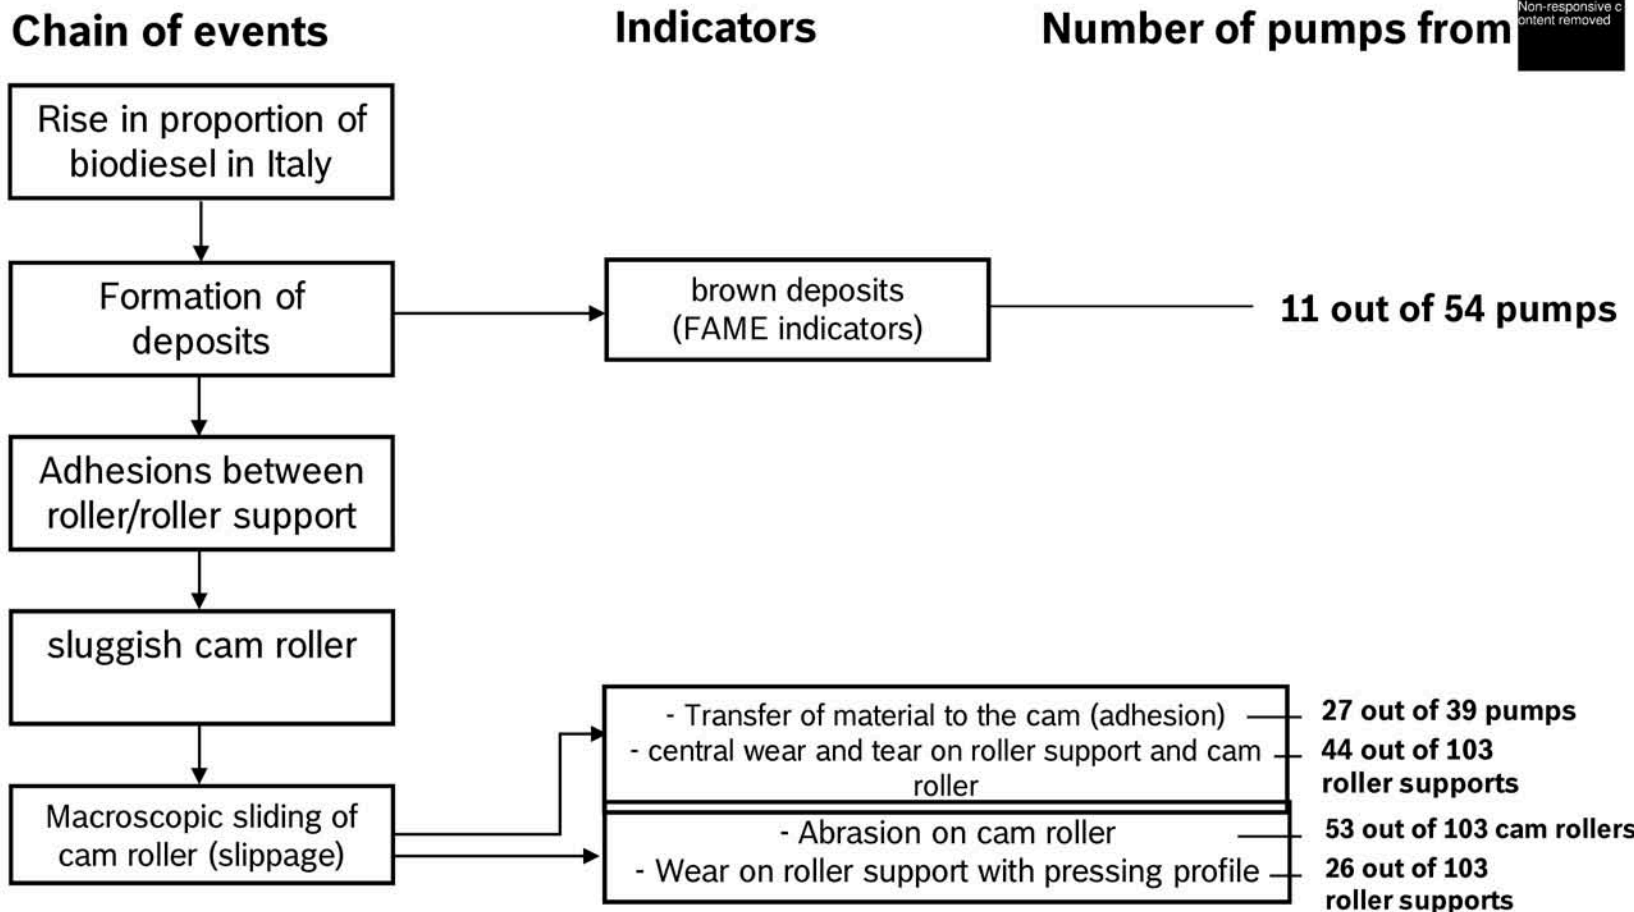 Chain of events
Indicators
Number of pumps from
Non-responsive c
ontent removed
Rise in proportion of
biodiesel in Italy
Formation of
deposits
brown deposits
(FAME indicators)
11 out of 54 pumps
Adhesions between
roller/roller support
sluggish cam roller
Macroscopic sliding of
cam roller (slippage)
- Transfer of material to the cam (adhesion)
27 out of 39 pumps
- central wear and tear on roller support and cam
roller
44 out of 103
roller supports
- Abrasion on cam roller
53 out of 103 cam rollers
- Wear on roller support with pressing profile
26 out of 103
roller supports